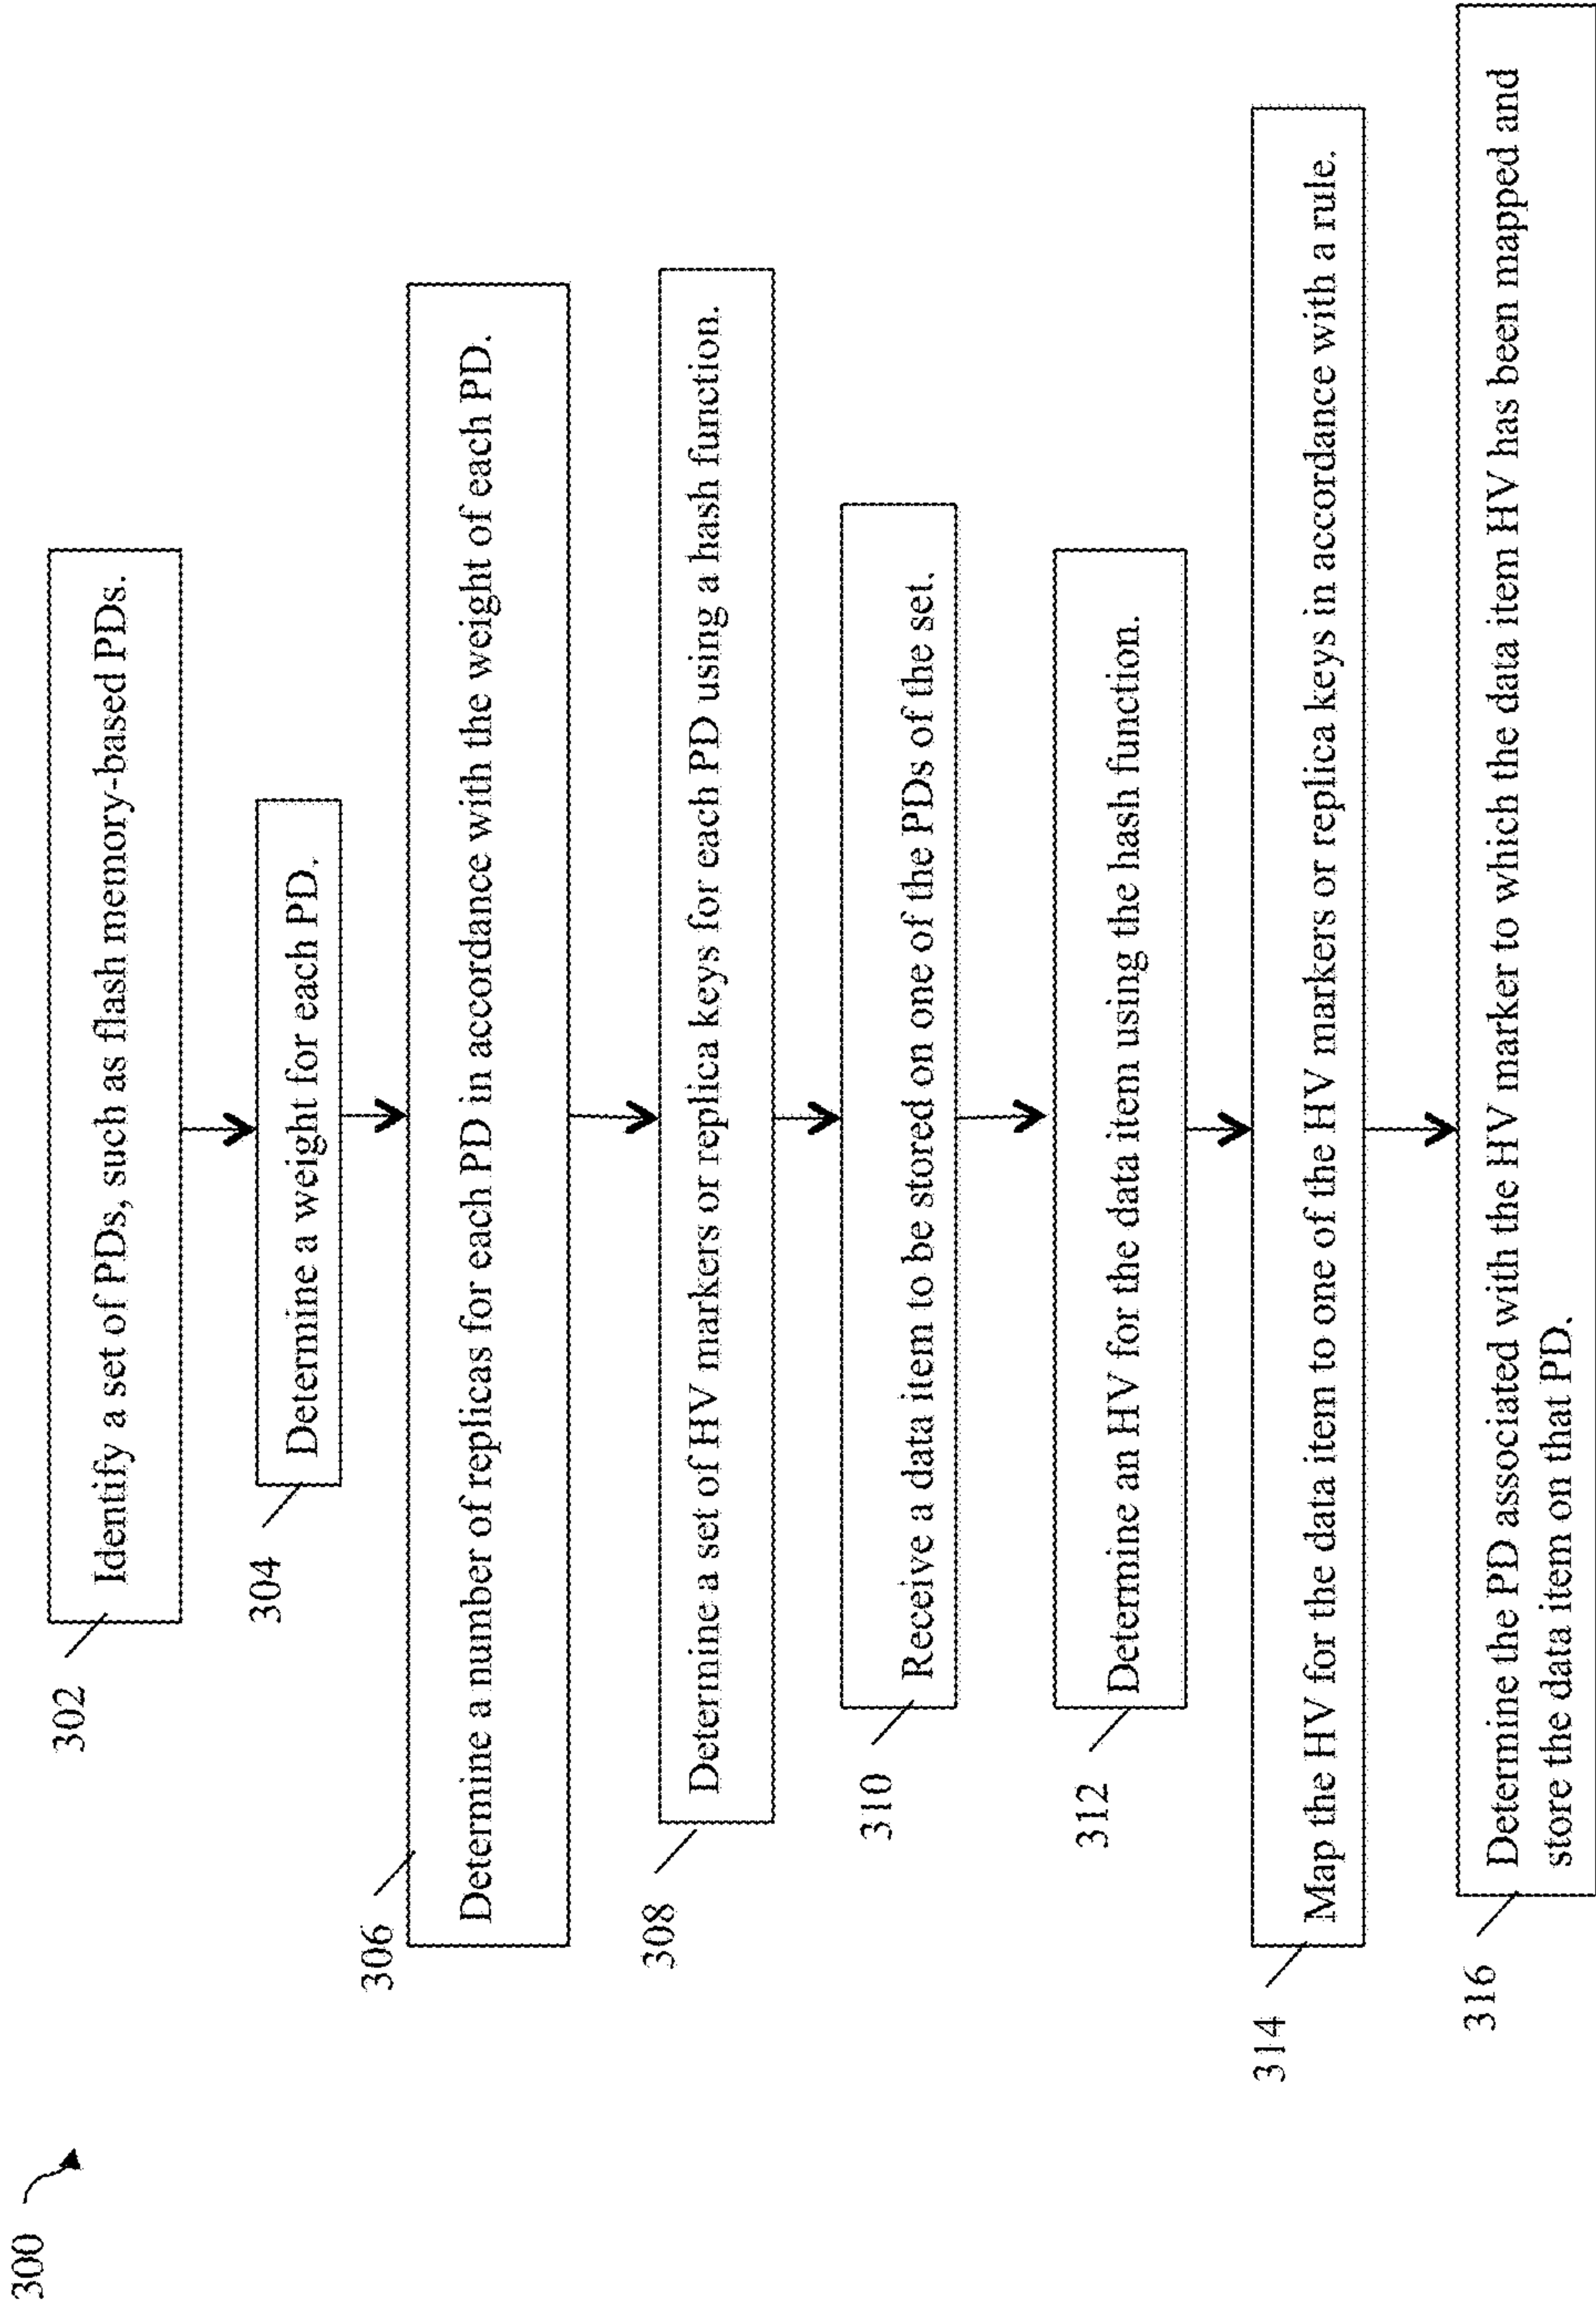 300
302
Identify a set of PDs, such as flash memory-based PDs.
304
Determine a weight for each PD.
306
Determine a number of replicas for each PD in accordance with the weight of each PD.
308
Determine a set of HV markers or replica keys for each PD using a hash function.
310
Receive a data item to be stored on one of the PDs of the set.
312
Determine an HV for the data item using the hash function.
314
Map the HV for the data item to one of the HV markers or replica keys in accordance with a rule.
316
Determine the PD associated with the HV marker to which the data item HV has been mapped and
store the data item on that PD.